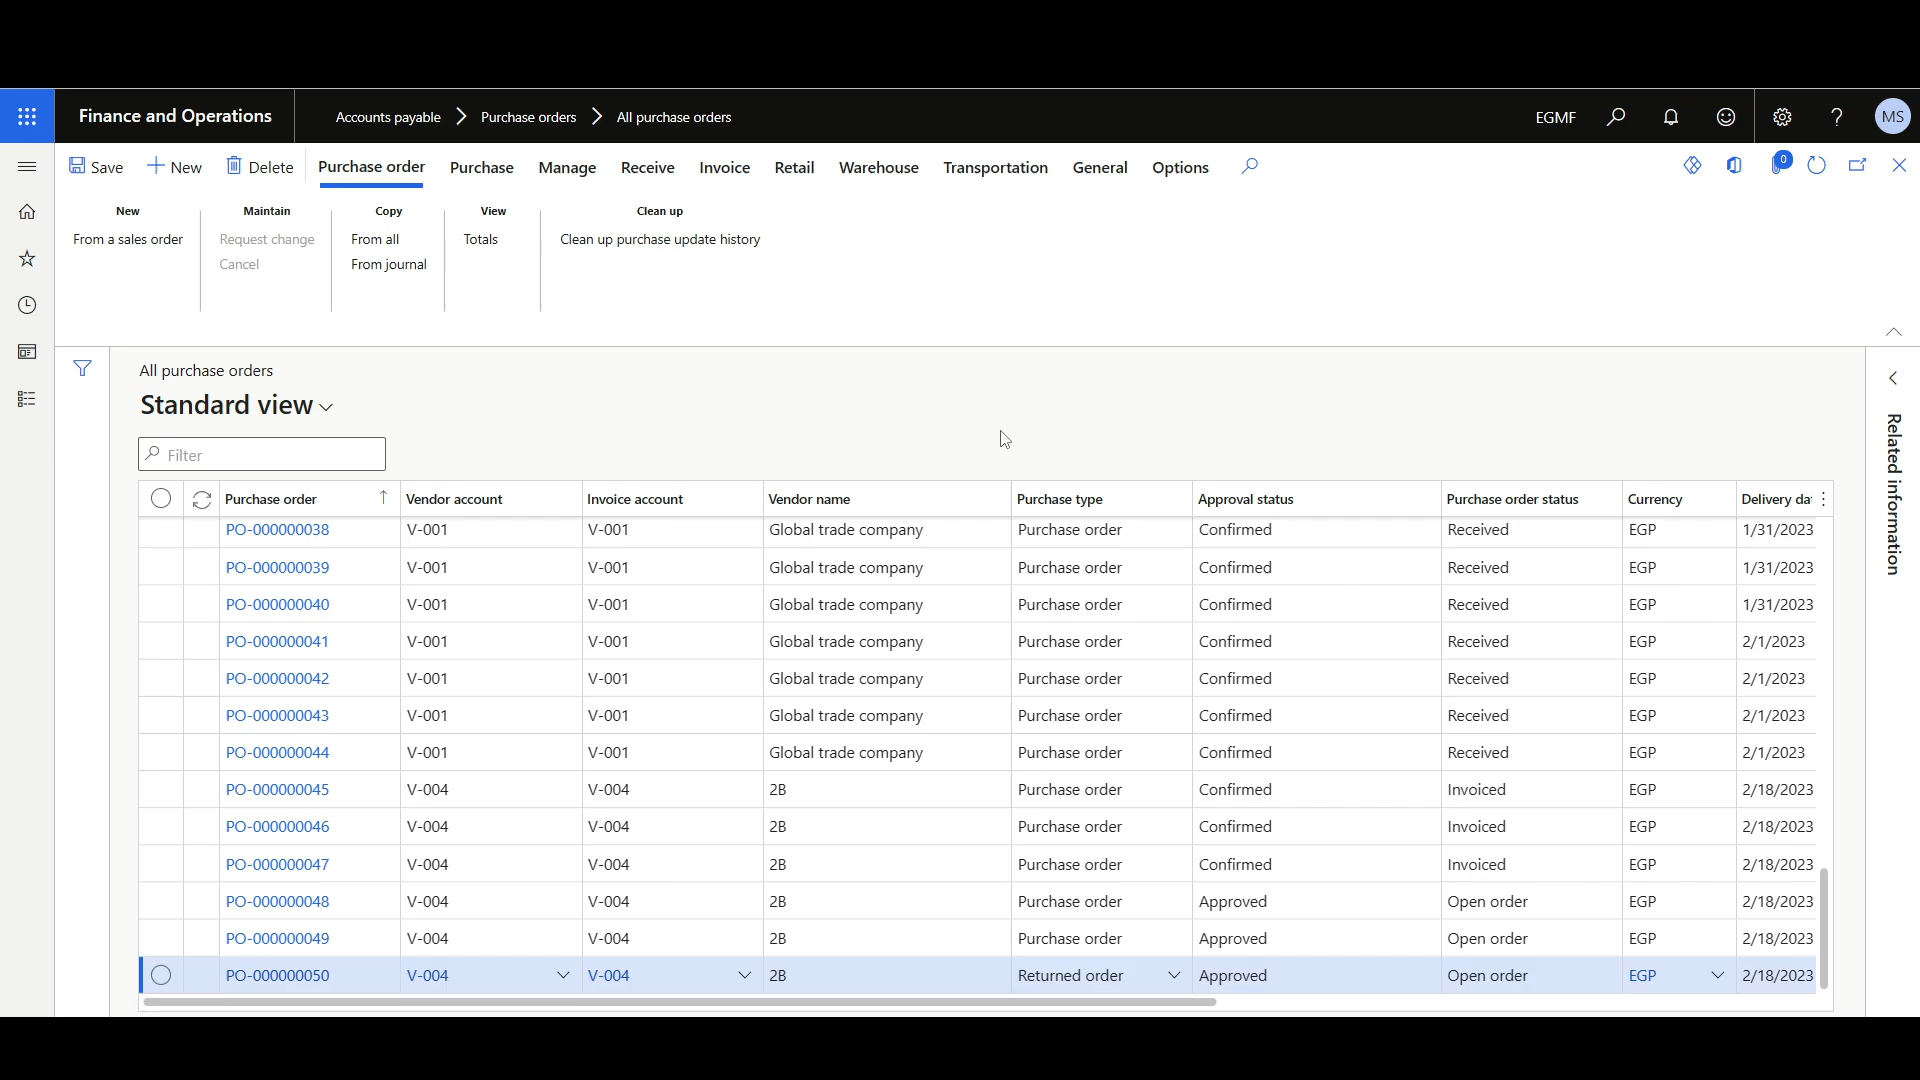 Finance and Operations Accounts payable Purchase orders All purchase orders EGMF ? MS
Save New Delete Purchase order Purchase Manage Receive Invoice Retail Warehouse Transportation General Options 0
New Maintain Copy View Clean up
From a sales order Request change From all Totals Clean up purchase update history
Cancel From journal
All purchase orders
Standard view
Filter
Related information
Purchase order Vendor account Invoice account Vendor name Purchase type Approval status Purchase order status Currency Delivery dat
PO-000000038 V-001 V-001 Global trade company Purchase order Confirmed Received EGP 1/31/2023
PO-000000039 V-001 V-001 Global trade company Purchase order Confirmed Received EGP 1/31/2023
PO-000000040 V-001 V-001 Global trade company Purchase order Confirmed Received EGP 1/31/2023
PO-000000041 V-001 V-001 Global trade company Purchase order Confirmed Received EGP 2/1/2023
PO-000000042 V-001 V-001 Global trade company Purchase order Confirmed Received EGP 2/1/2023
PO-000000043 V-001 V-001 Global trade company Purchase order Confirmed Received EGP 2/1/2023
PO-000000044 V-001 V-001 Global trade company Purchase order Confirmed Received EGP 2/1/2023
PO-000000045 V-004 V-004 2B Purchase order Confirmed Invoiced EGP 2/18/2023
PO-000000046 V-004 V-004 2B Purchase order Confirmed Invoiced EGP 2/18/2023
PO-000000047 V-004 V-004 2B Purchase order Confirmed Invoiced EGP 2/18/2023
PO-000000048 V-004 V-004 2B Purchase order Approved Open order EGP 2/18/2023
PO-000000049 V-004 V-004 2B Purchase order Approved Open order EGP 2/18/2023
PO-000000050 V-004 V-004 2B Returned order Approved Open order EGP 2/18/2023